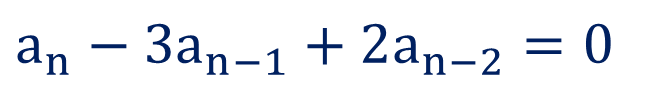 aₙ − 3aₙ₋₁ + 2aₙ₋₂ = 0